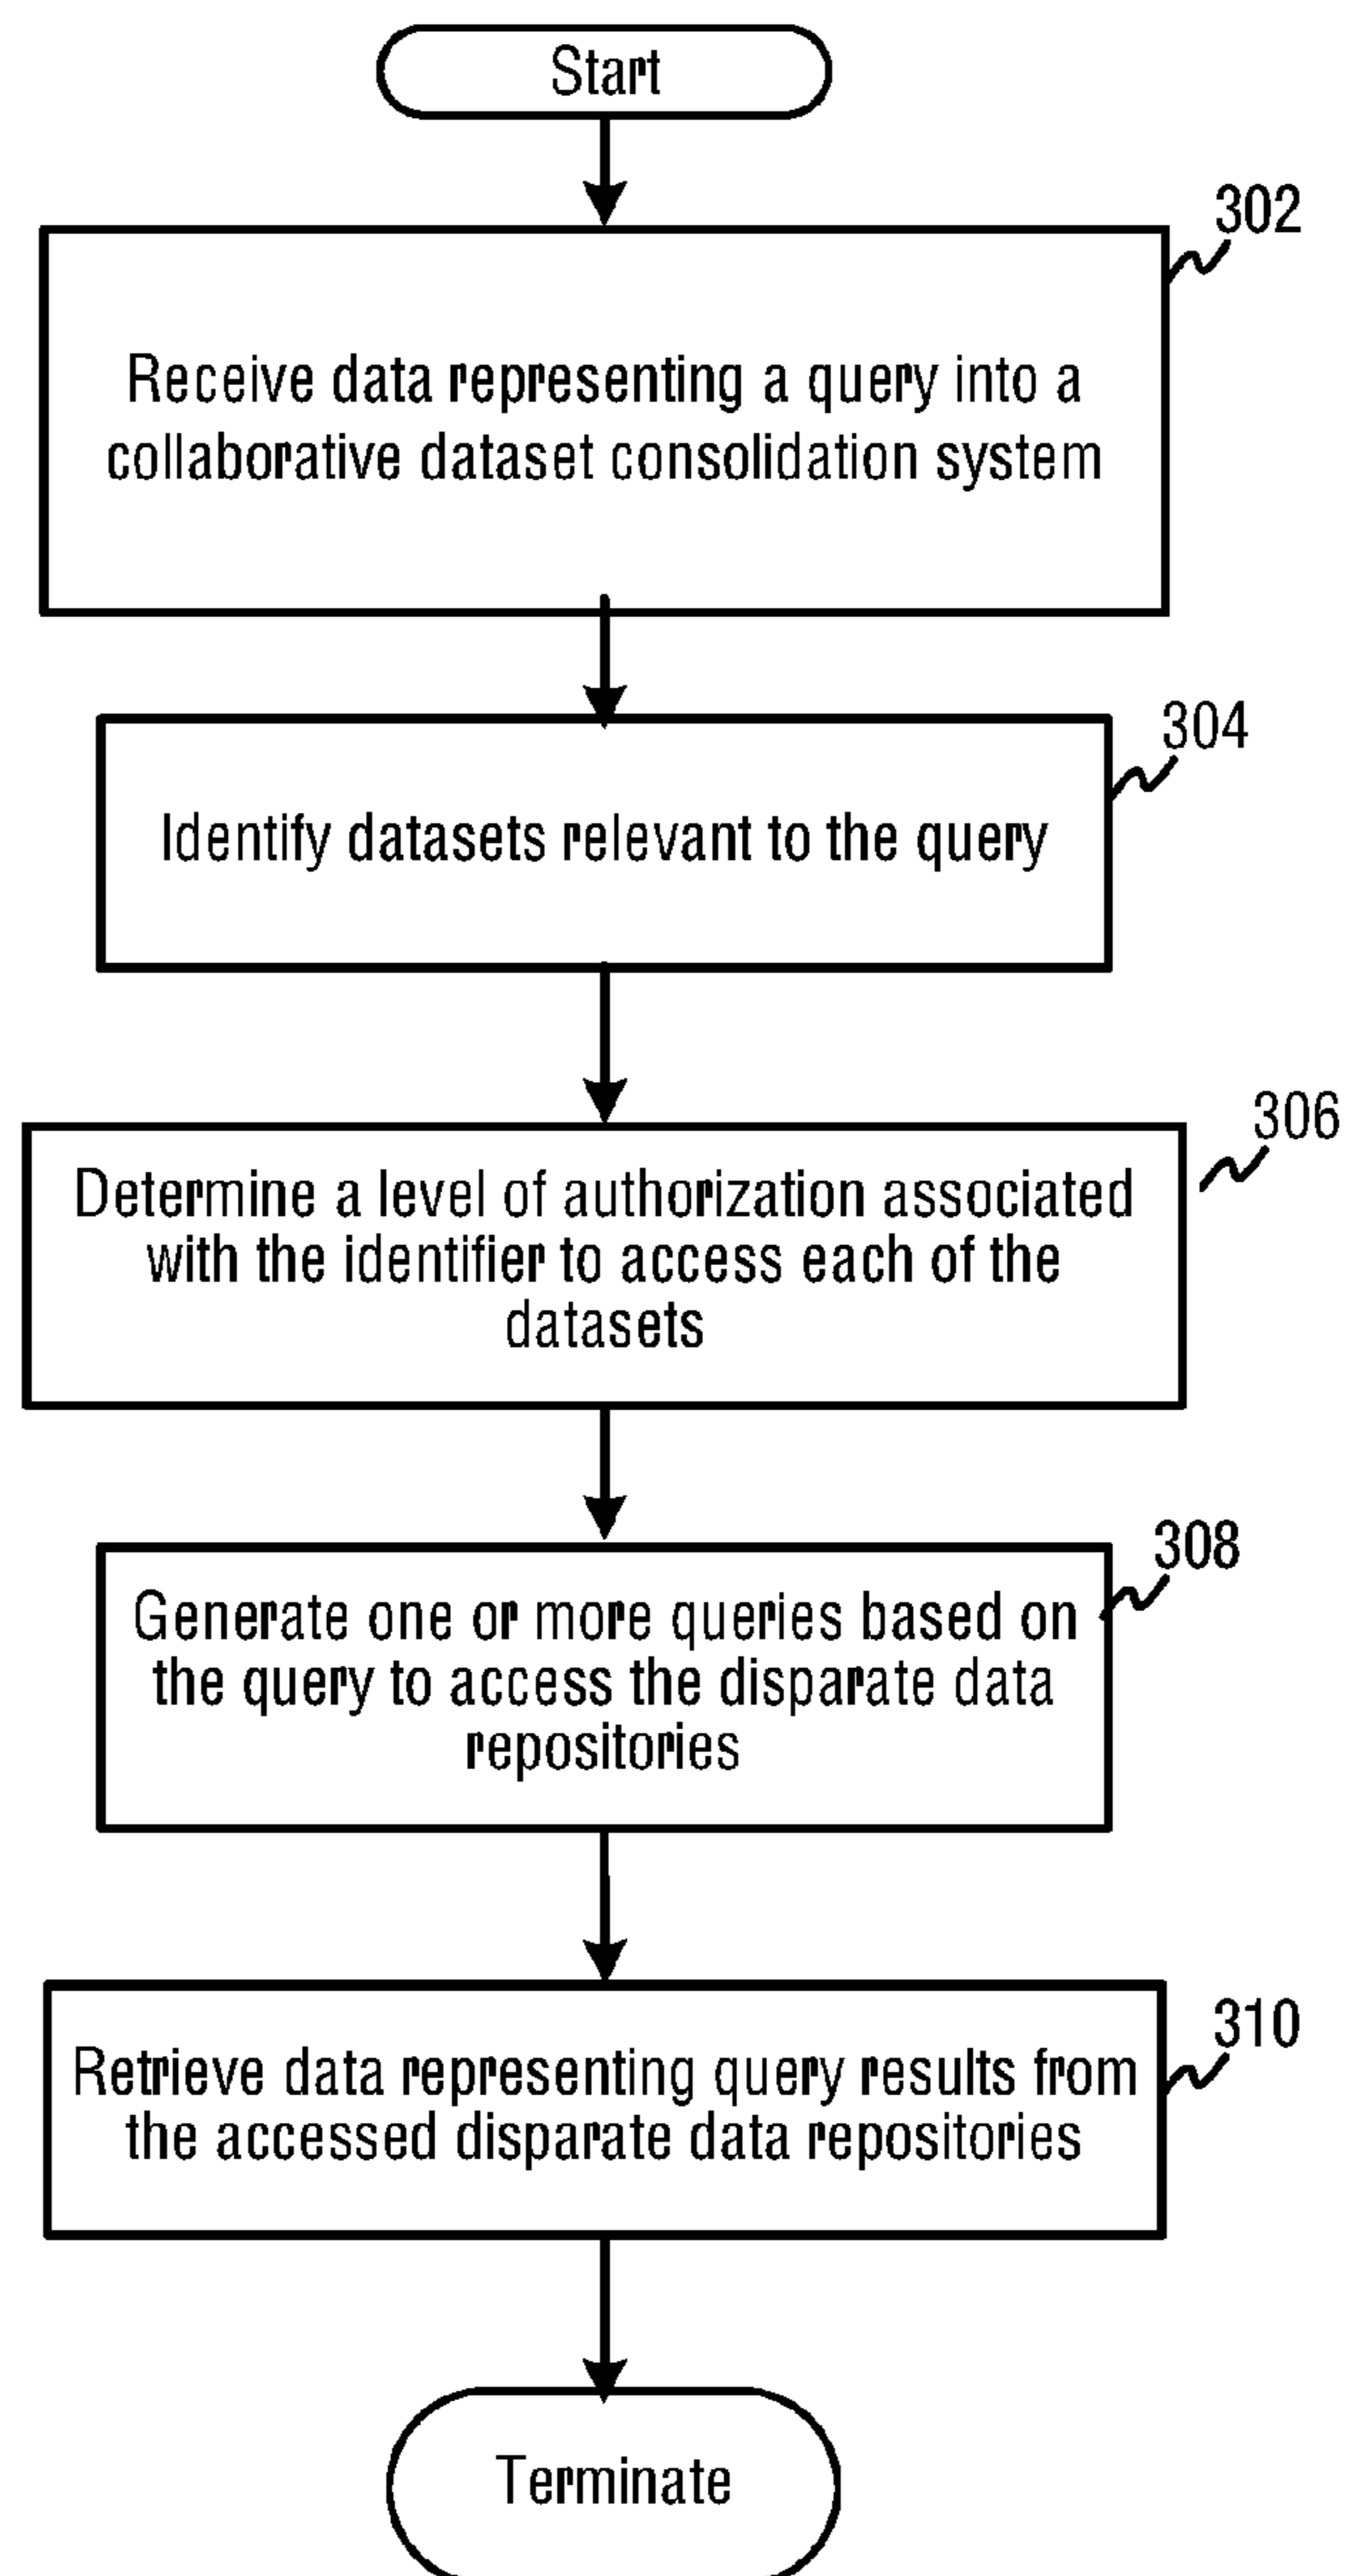 Start
302
Receive data representing a query into a
collaborative dataset consolidation system
304
Identify datasets relevant to the query
306
Determine a level of authorization associated
with the identifier to access each of the
datasets
308
Generate one or more queries based on
the query to access the disparate data
repositories
310
Retrieve data representing query results from
the accessed disparate data repositories
Terminate